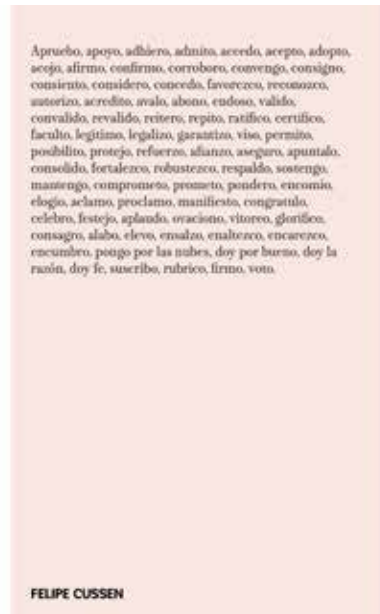 Apruebo, apoyo, adhiero, admito, accedo, acepto, adopto,
acojo, afirmo, confirmo, corroboro, convengo, consigno,
consiento, considero, concedo, favorezco, reconozco,
autorizo, acredito, avalo, abono, endoso, valido,
convalido, revalido, reitero, repito, ratifico, certifico,
faculto, legitimo, legalizo, garantizo, viso, permito,
posibilito, protejo, refuerzo, afianzo, aseguro, apuntalo,
consolido, fortalezco, robustezco, respaldo, sostengo,
mantengo, comprometo, prometo, pondero, encomio,
elogio, aclamo, proclamo, manifiesto, congratulo,
celebro, festejo, aplaudo, ovaciono, vitoreo, glorifico,
consagro, alabo, elevo, ensalzo, enaltezco, encarezco,
encumbro, pongo por las nubes, doy por bueno, doy la
razón, doy fe, suscribo, rubrico, firmo, voto.
FELIPE CUSSEN